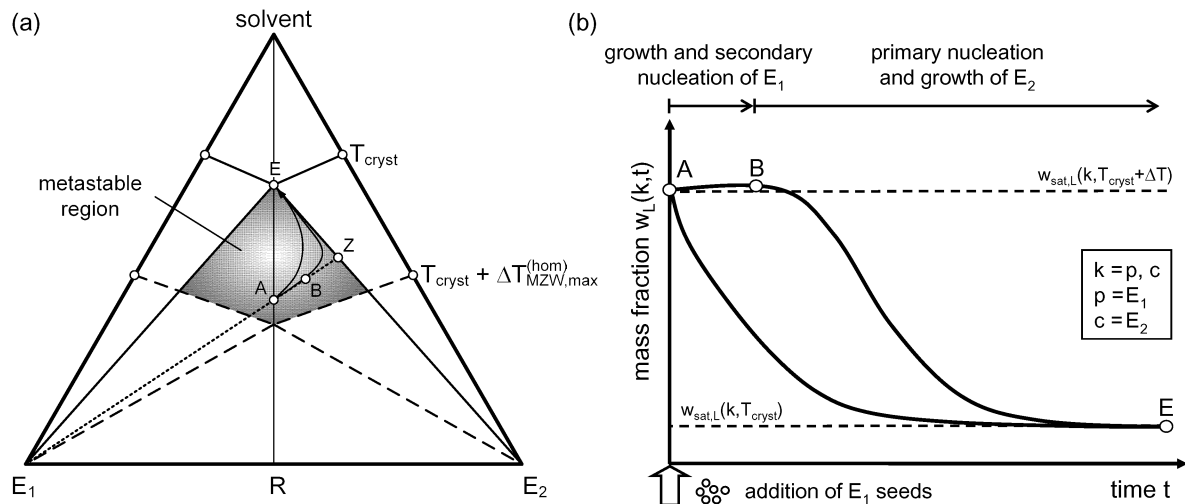 (a)
solvent
T_cryst
E
metastable
region
Z
A
B
T_cryst + ΔT^(hom)_MZW,max
E₁
R
E₂
(b)
growth and secondary
nucleation of E₁
primary nucleation
and growth of E₂
mass fraction w_L(k,t)
A
B
w_sat,L(k,T_cryst+ΔT)
k = p, c
p = E₁
c = E₂
w_sat,L(k,T_cryst)
E
addition of E₁ seeds
time t